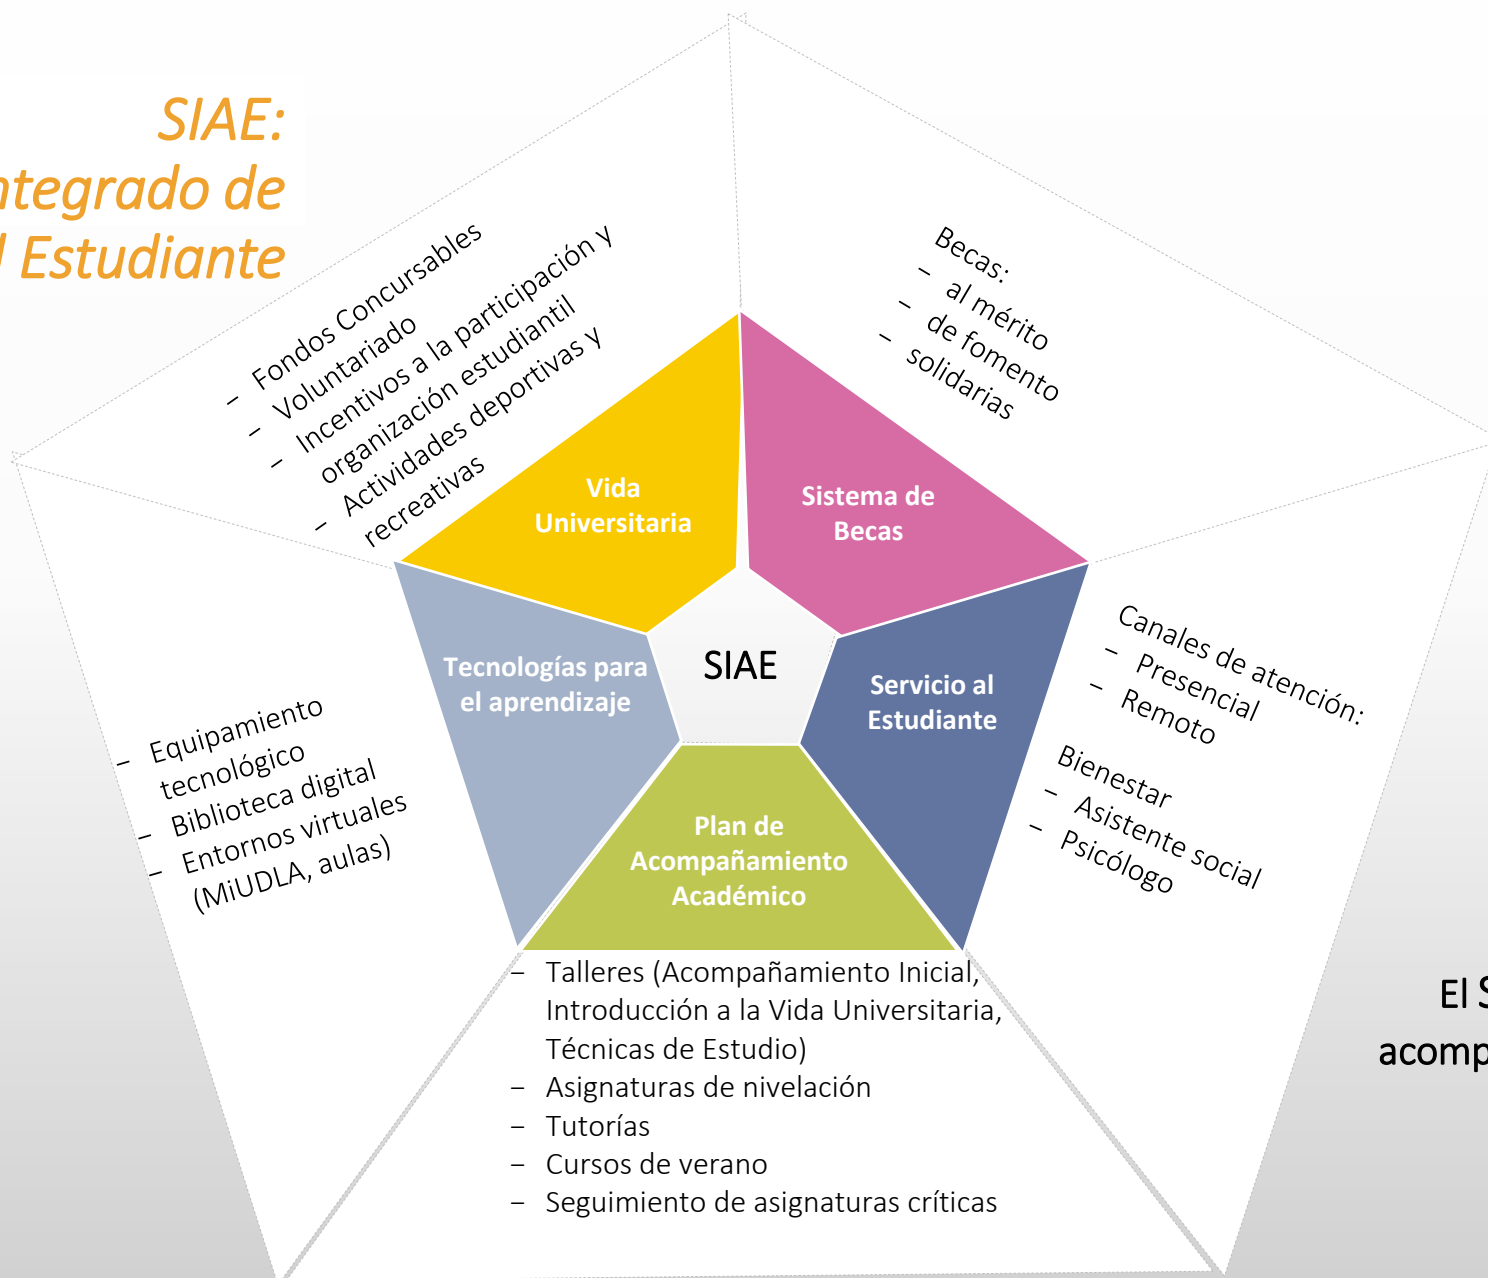 SIAE:
ntegrado de
l Estudiante
– Fondos Concursables
– Voluntariado
– Incentivos a la participación y
organización estudiantil
– Actividades deportivas y
recreativas
Becas:
– al mérito
– de fomento
– solidarias
Vida
Universitaria
Sistema de
Becas
SIAE
Tecnologías para
el aprendizaje
Servicio al
Estudiante
Plan de
Acompañamiento
Académico
Canales de atención:
– Presencial
– Remoto
Bienestar
– Asistente social
– Psicólogo
– Equipamiento
tecnológico
– Biblioteca digital
– Entornos virtuales
(MiUDLA, aulas)
– Talleres (Acompañamiento Inicial,
Introducción a la Vida Universitaria,
Técnicas de Estudio)
– Asignaturas de nivelación
– Tutorías
– Cursos de verano
– Seguimiento de asignaturas críticas
El S
acomp